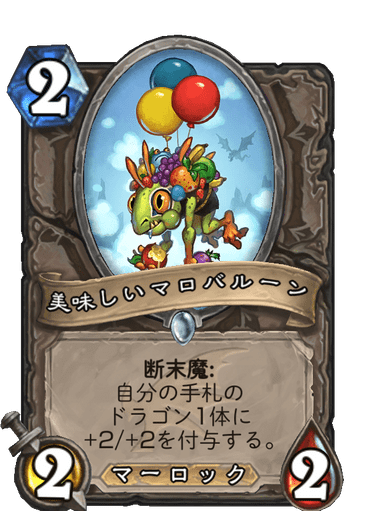 2
美味しいマロバルーン
断末魔:
自分の手札の
ドラゴン1体に
+2/+2を付与する。
2
マーロック
2